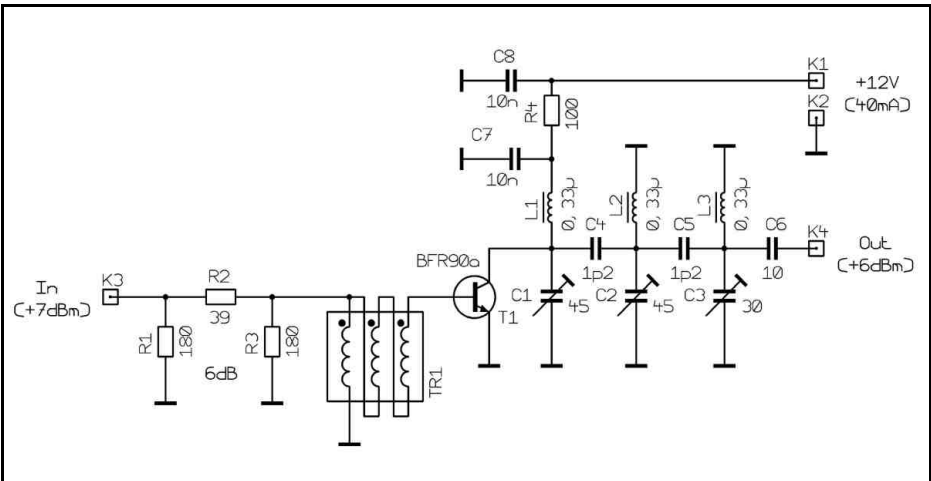 C8
10n
R4
100
K1
+12V
K2
(40mA)
C7
10n
L1
0,33µ
L2
0,33µ
L3
0,33µ
C4
1p2
C5
1p2
C6
10
K4
Out
(+6dBm)
BFR90a
T1
C1
45
C2
45
C3
30
In
(+7dBm)
K3
R2
39
R1
180
R3
180
6dB
TR1